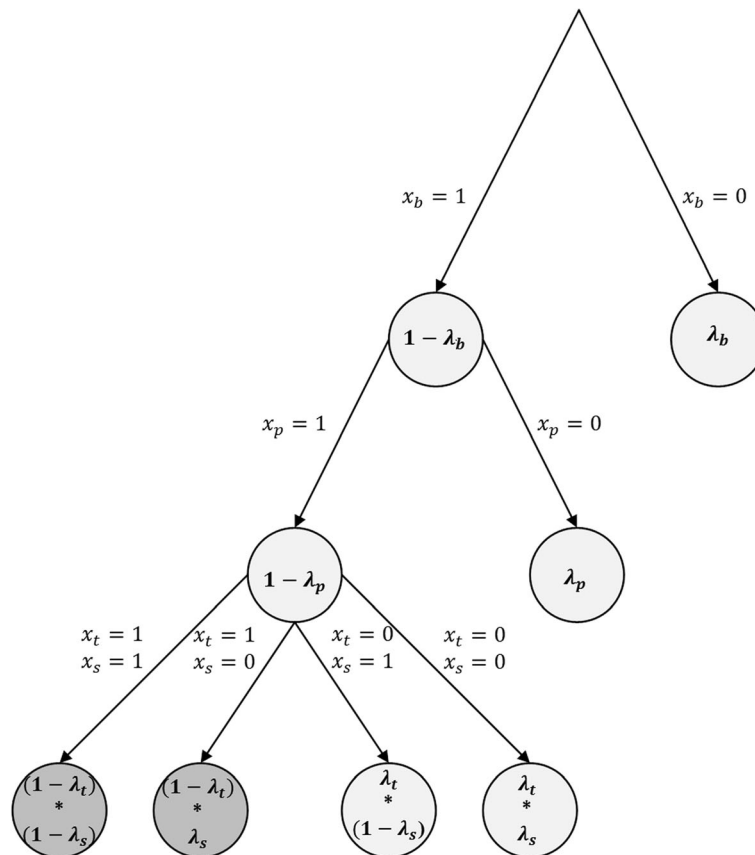 x_b = 1
x_b = 0
1 − λ_b
λ_b
x_p = 1
x_p = 0
1 − λ_p
λ_p
x_t = 1
x_s = 1
x_t = 1
x_s = 0
x_t = 0
x_s = 1
x_t = 0
x_s = 0
(1 − λ_t)
*
(1 − λ_s)
(1 − λ_t)
*
λ_s
λ_t
*
(1 − λ_s)
λ_t
*
λ_s